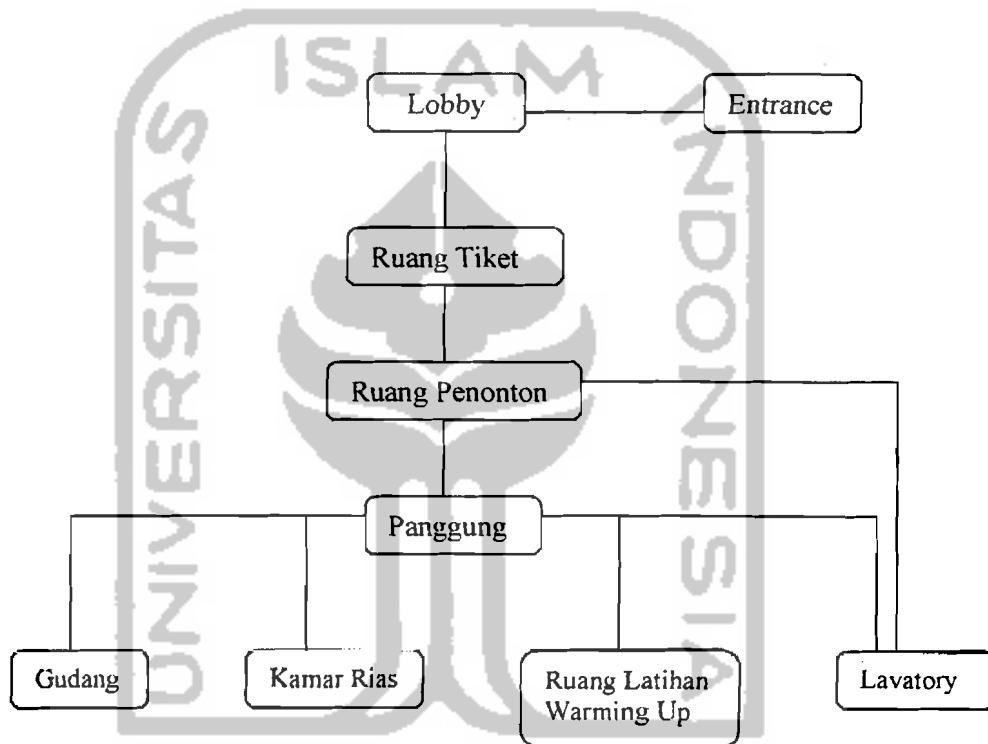 UNIVERSITAS
ISLAM
INDONESIA
Lobby
Entrance
Ruang Tiket
Ruang Penonton
Panggung
Gudang
Kamar Rias
Ruang Latihan
Warming Up
Lavatory